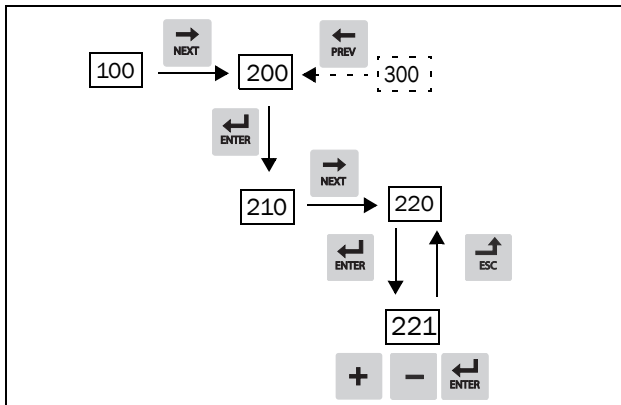 NEXT
PREV
100
200
300
ENTER
NEXT
210
220
ENTER
ESC
221
+
−
ENTER